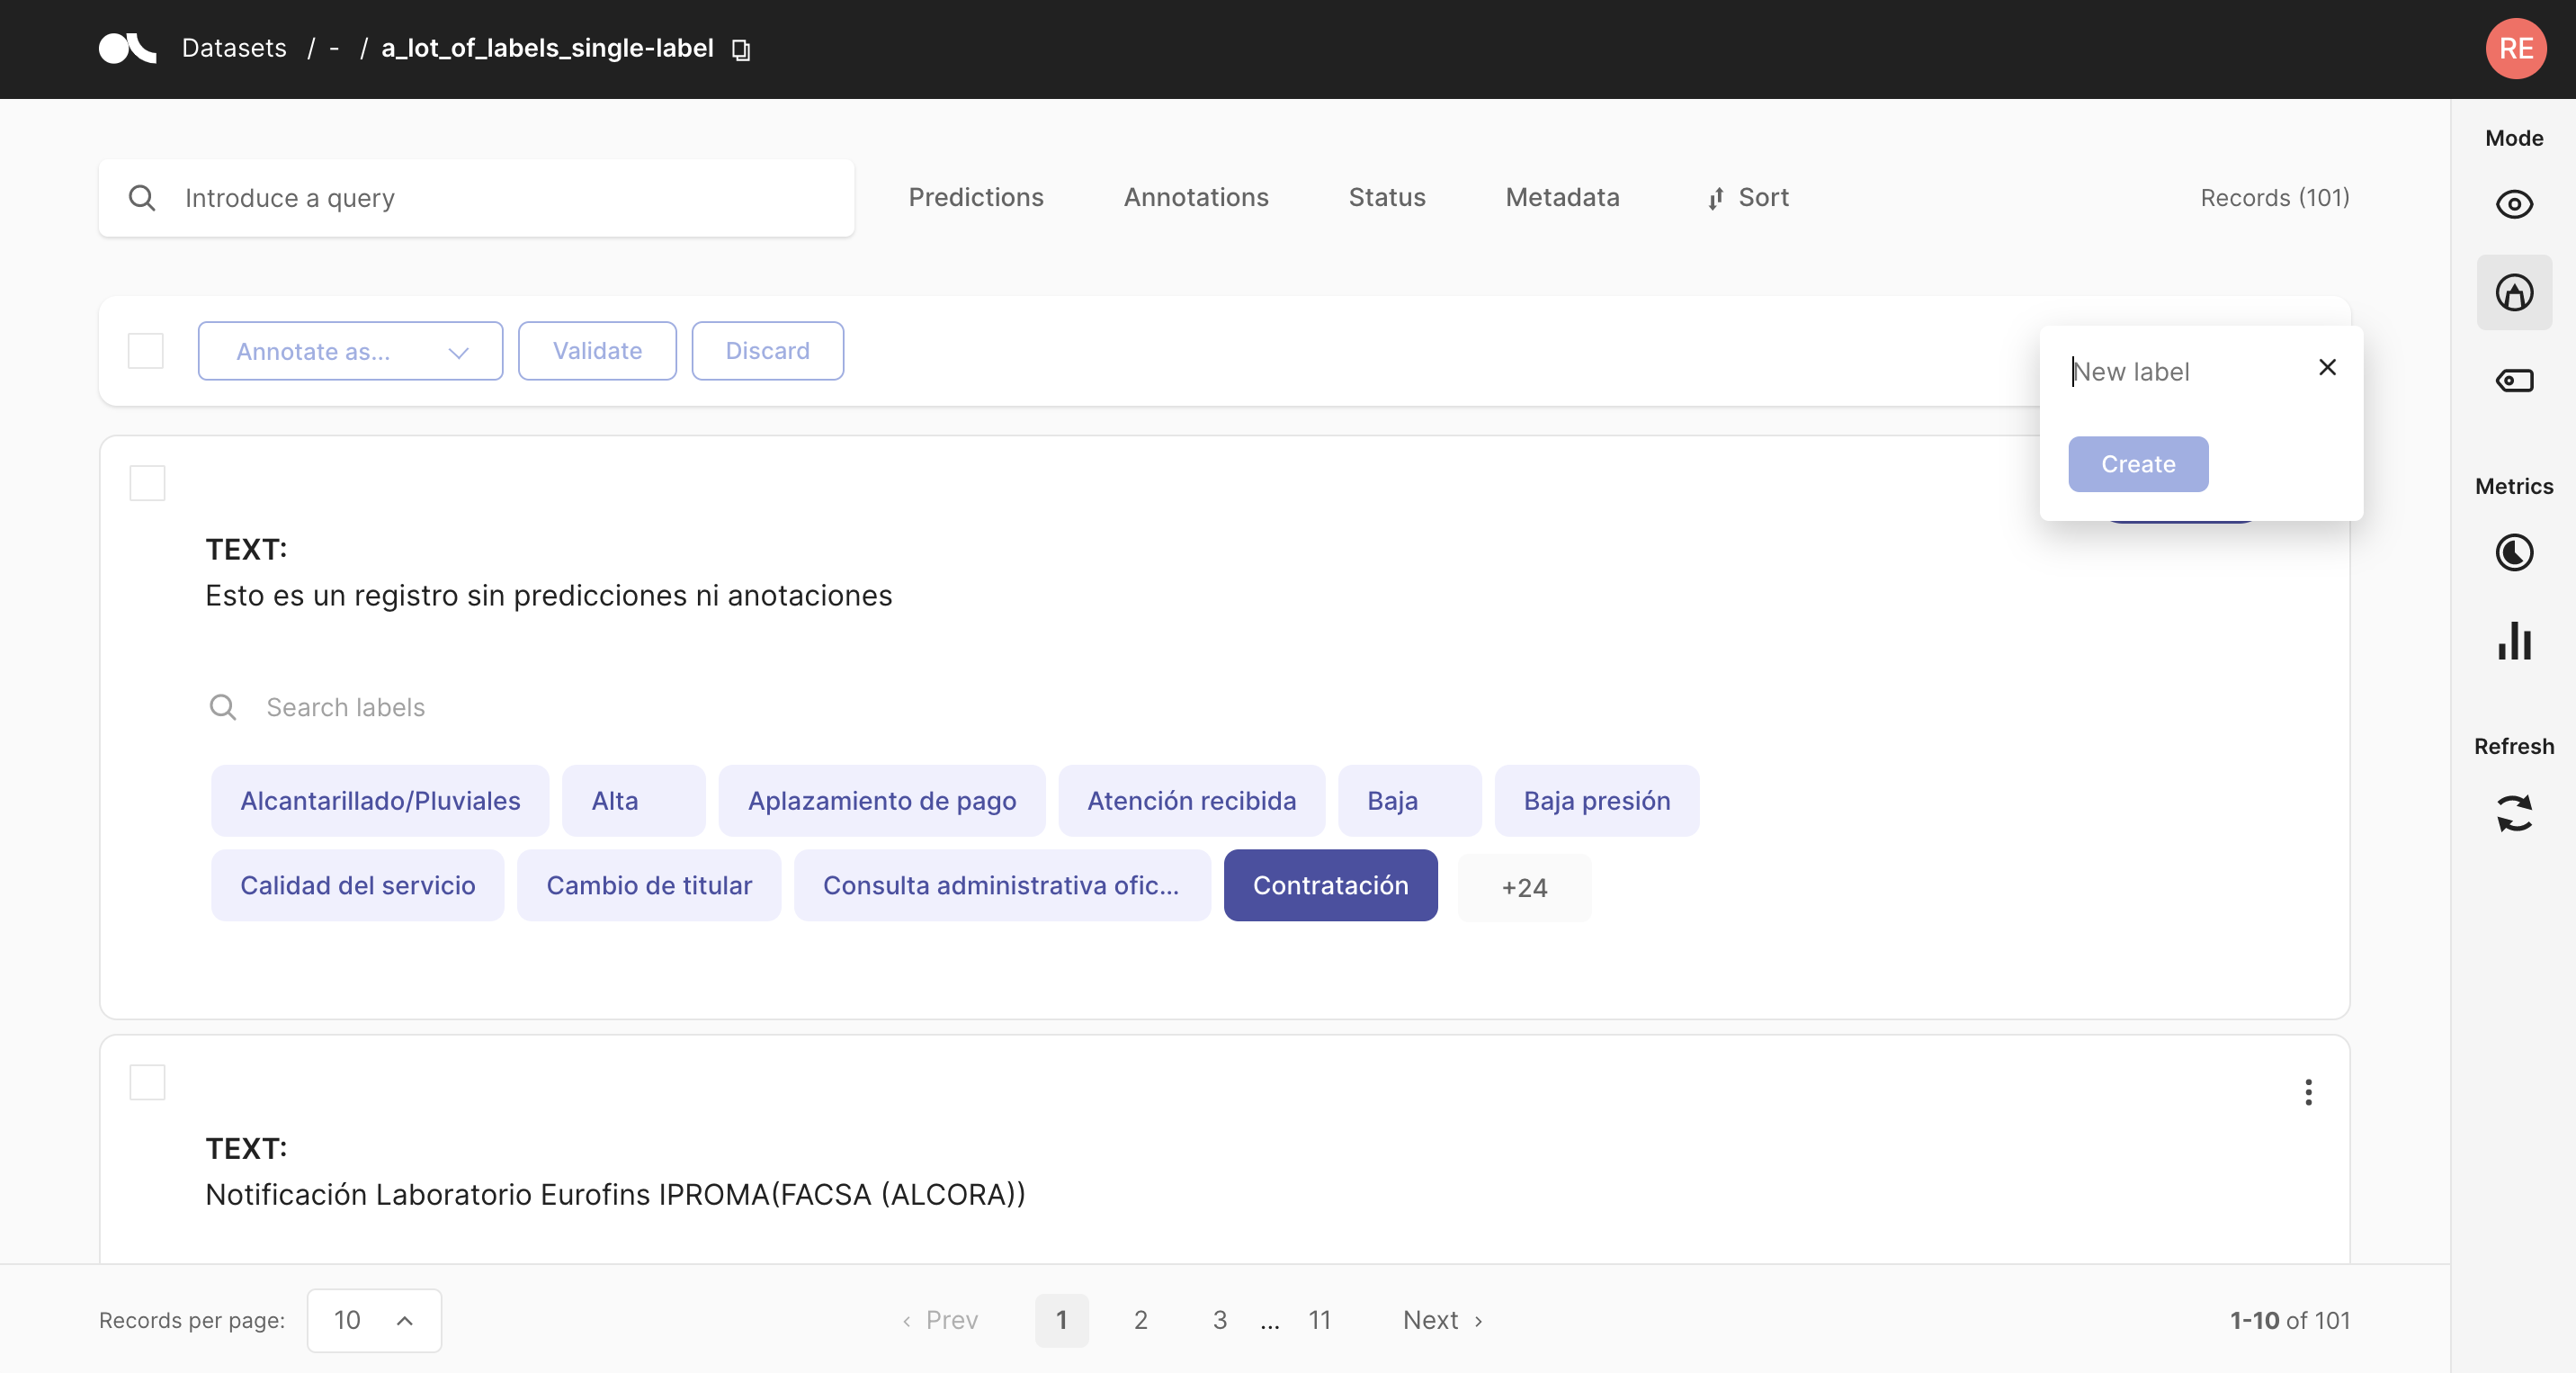 Datasets / - / a_lot_of_labels_single-label
RE
Introduce a query
Predictions
Annotations
Status
Metadata
Sort
Records (101)
Annotate as...
Validate
Discard
New label
Create
TEXT:
Esto es un registro sin predicciones ni anotaciones
Search labels
Alcantarillado/Pluviales
Alta
Aplazamiento de pago
Atención recibida
Baja
Baja presión
Calidad del servicio
Cambio de titular
Consulta administrativa ofic...
Contratación
+24
TEXT:
Notificación Laboratorio Eurofins IPROMA(FACSA (ALCORA))
Records per page: 10
‹ Prev 1 2 3 ... 11 Next ›
1-10 of 101
Mode
Metrics
Refresh